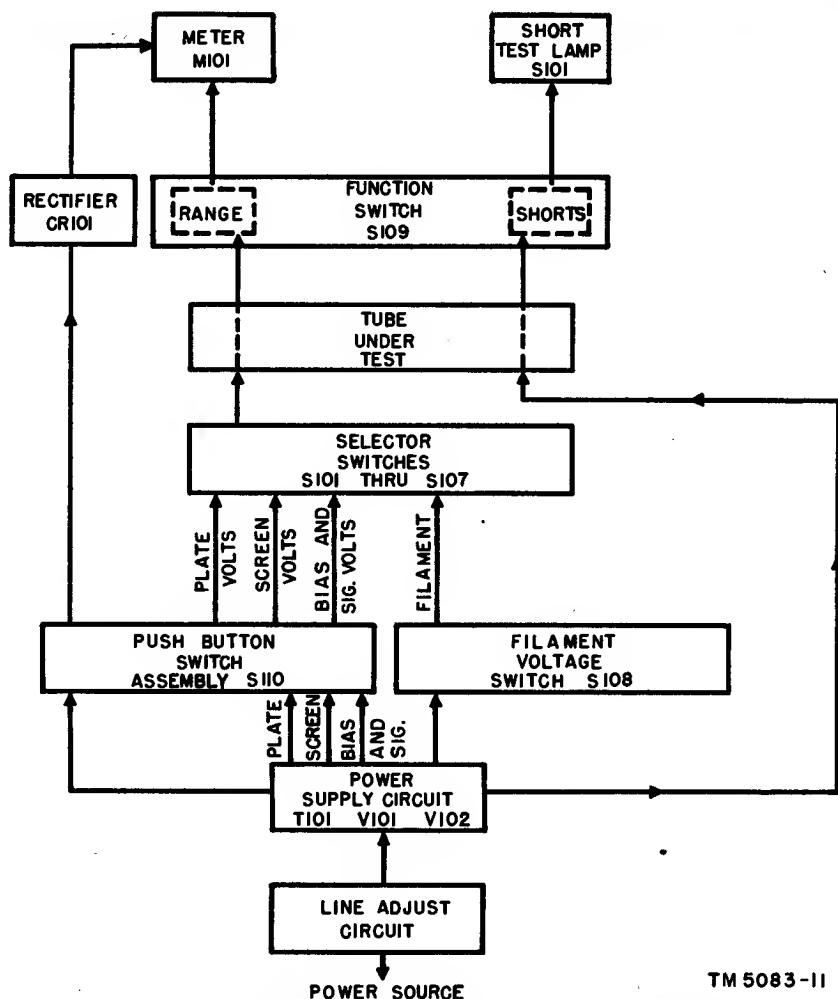 METER
M101
SHORT
TEST LAMP
S101
RECTIFIER
CR101
FUNCTION
SWITCH
S109
RANGE
SHORTS
TUBE
UNDER
TEST
SELECTOR
SWITCHES
S101 THRU S107
PLATE
VOLTS
SCREEN
VOLTS
BIAS AND
SIG. VOLTS
FILAMENT
PUSH BUTTON
SWITCH
ASSEMBLY S110
FILAMENT
VOLTAGE
SWITCH S108
PLATE
SCREEN
BIAS
AND
SIG.
POWER
SUPPLY CIRCUIT
T101 V101 V102
LINE ADJUST
CIRCUIT
POWER SOURCE
TM 5083-11